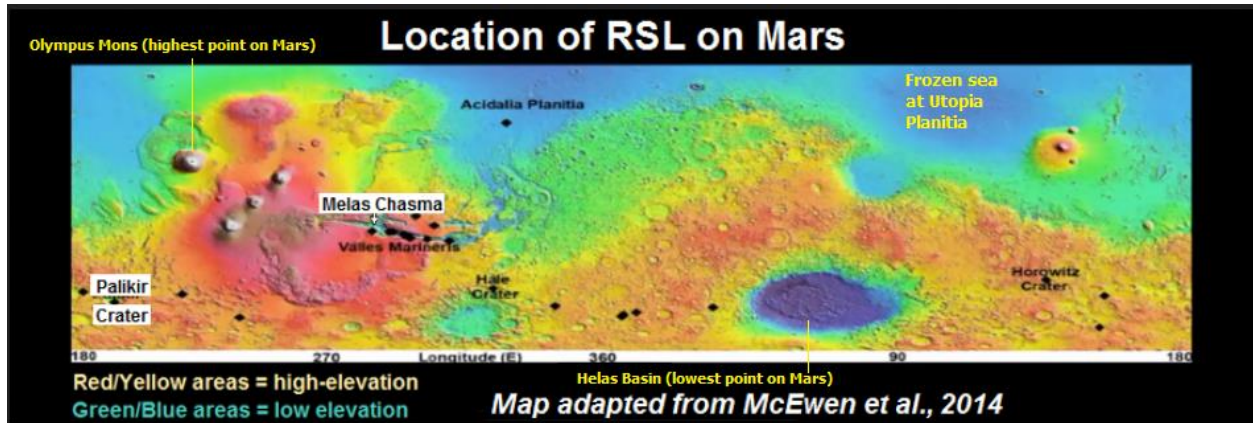 Location of RSL on Mars
Olympus Mons (highest point on Mars)
Frozen sea
at Utopia
Planitia
Acidalia Planitia
Melas Chasma
Valles Marineris
Palikir
Crater
Hale
Crater
Horowitz
Crater
180
270
Longitude (E)
360
90
180
Red/Yellow areas = high-elevation
Helas Basin (lowest point on Mars)
Green/Blue areas = low elevation
Map adapted from McEwen et al., 2014